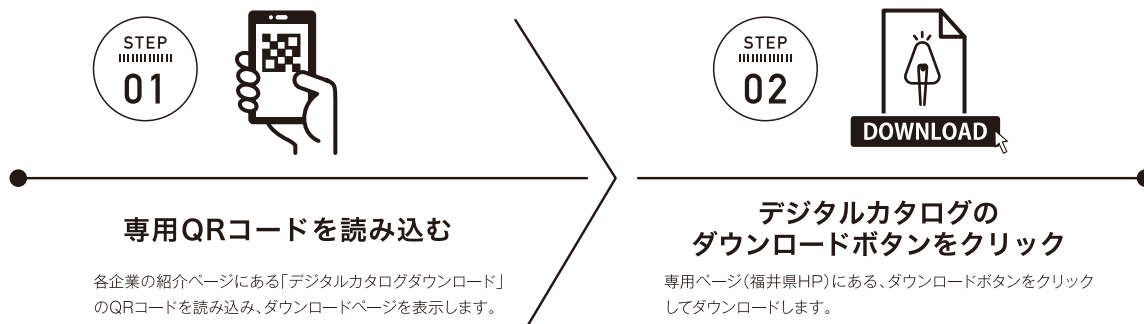 STEP
01
専用QRコードを読み込む
各企業の紹介ページにある「デジタルカタログダウンロード」
のQRコードを読み込み、ダウンロードページを表示します。
STEP
02
DOWNLOAD
デジタルカタログの
ダウンロードボタンをクリック
専用ページ（福井県HP）にある、ダウンロードボタンをクリック
してダウンロードします。